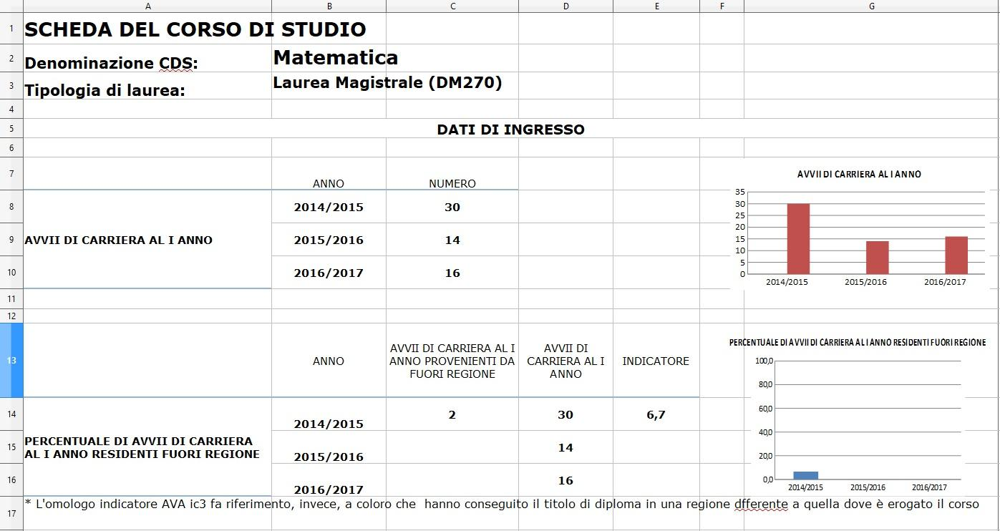 A B C D E F G
1 SCHEDA DEL CORSO DI STUDIO
2 Denominazione CDS: Matematica
3 Tipologia di laurea: Laurea Magistrale (DM270)
4
5 DATI DI INGRESSO
6
7 ANNO NUMERO
8 2014/2015 30
9 AVVII DI CARRIERA AL I ANNO 2015/2016 14
10 2016/2017 16
AVVII DI CARRIERA AL I ANNO
35
30
25
20
15
10
5
0
2014/2015 2015/2016 2016/2017
11
12
13 ANNO
AVVII DI CARRIERA AL I
ANNO PROVENIENTI DA
FUORI REGIONE
AVVII DI
CARRIERA AL I
ANNO
INDICATORE
14 2014/2015 2 30 6,7
PERCENTUALE DI AVVII DI CARRIERA
AL I ANNO RESIDENTI FUORI REGIONE
15 2015/2016 14
16 2016/2017 16
PERCENTUALE DI AVVII DI CARRIERA AL I ANNO RESIDENTI FUORI REGIONE
100,0
80,0
60,0
40,0
20,0
0,0
2014/2015 2015/2016 2016/2017
17 * L'omologo indicatore AVA ic3 fa riferimento, invece, a coloro che hanno conseguito il titolo di diploma in una regione dfferente a quella dove è erogato il corso